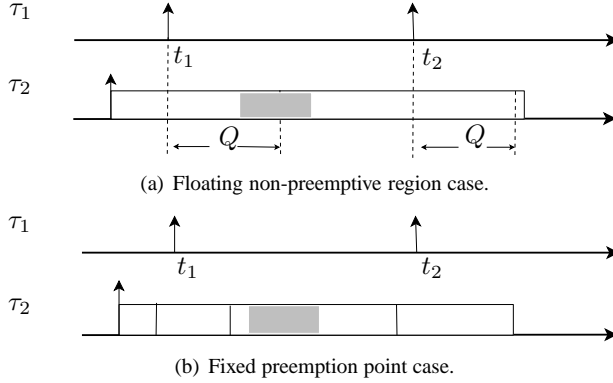 τ1
t1 t2
τ2
Q Q
(a) Floating non-preemptive region case.
τ1
t1 t2
τ2
(b) Fixed preemption point case.